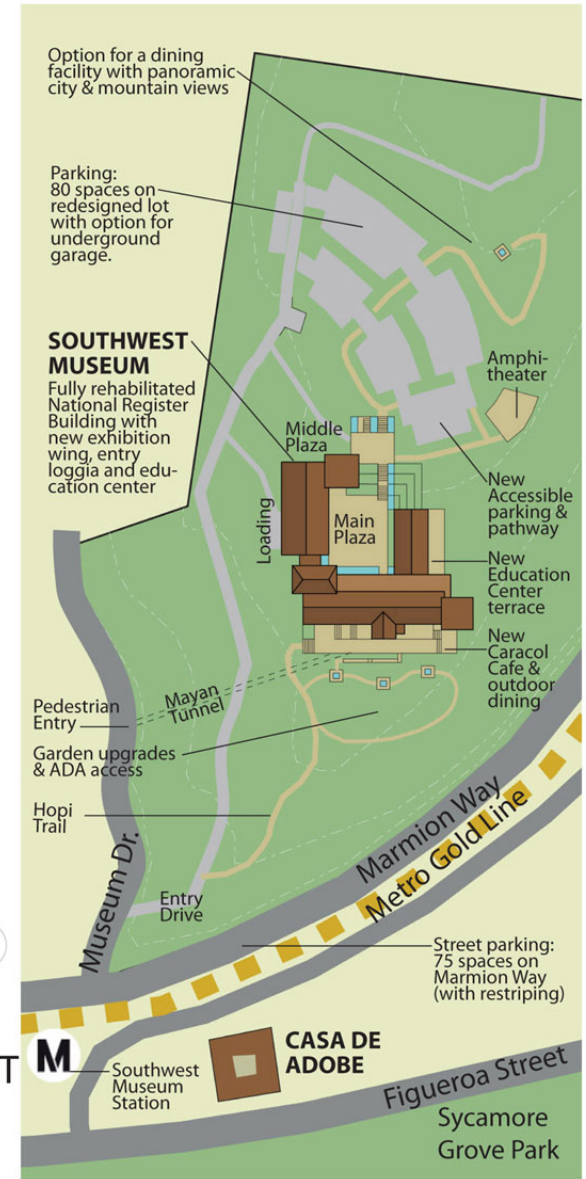 Option for a dining
facility with panoramic
city & mountain views
Parking:
80 spaces on
redesigned lot
with option for
underground
garage.
SOUTHWEST
MUSEUM
Fully rehabilitated
National Register
Building with
new exhibition
wing, entry
loggia and edu-
cation center
Amphi-
theater
Middle
Plaza
Loading
Main
Plaza
New
Accessible
parking &
pathway
New
Education
Center
terrace
New
Caracol
Cafe &
outdoor
dining
Mayan
Tunnel
Pedestrian
Entry
Garden upgrades
& ADA access
Hopi
Trail
Museum Dr.
Entry
Drive
Marmion Way
Metro Gold Line
Street parking:
75 spaces on
Marmion Way
(with restriping)
T
M
Southwest
Museum
Station
CASA DE
ADOBE
Figueroa Street
Sycamore
Grove Park